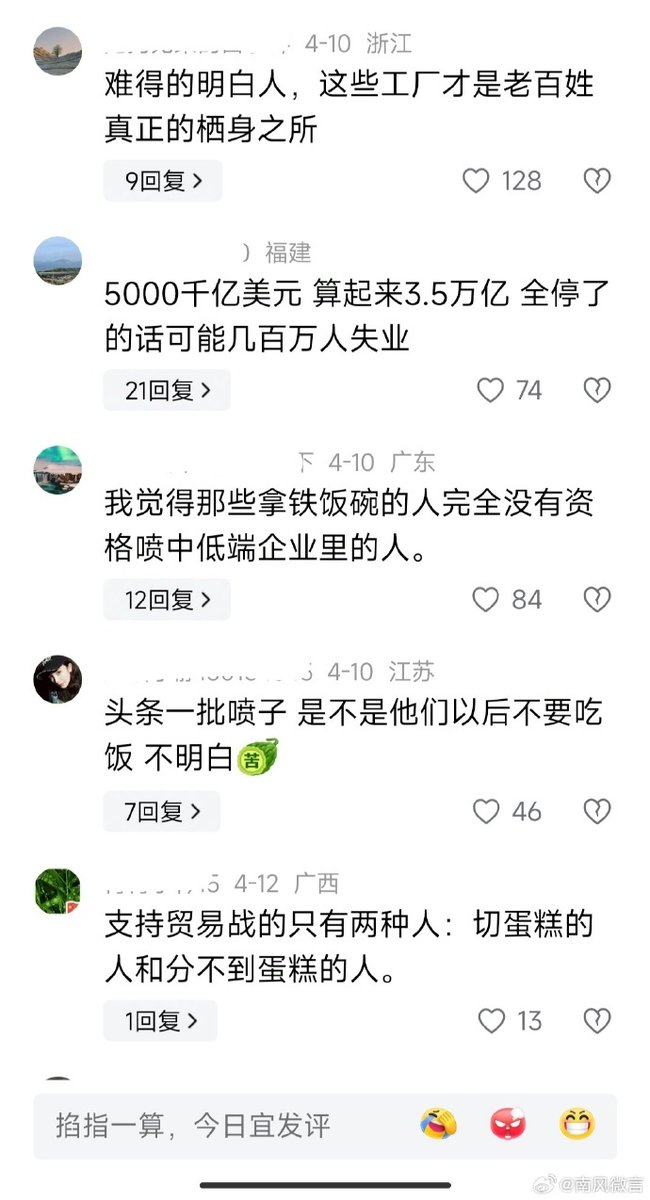 4-10 浙江
难得的明白人，这些工厂才是老百姓
真正的栖身之所
9回复
128
福建
5000千亿美元 算起来3.5万亿 全停了
的话可能几百万人失业
21回复
74
下 4-10 广东
我觉得那些拿铁饭碗的人完全没有资
格喷中低端企业里的人。
12回复
84
4-10 江苏
头条一批喷子 是不是他们以后不要吃
饭 不明白
苦
7回复
46
4-12 广西
支持贸易战的只有两种人：切蛋糕的
人和分不到蛋糕的人。
1回复
13
掐指一算，今日宜发评
@南风微言